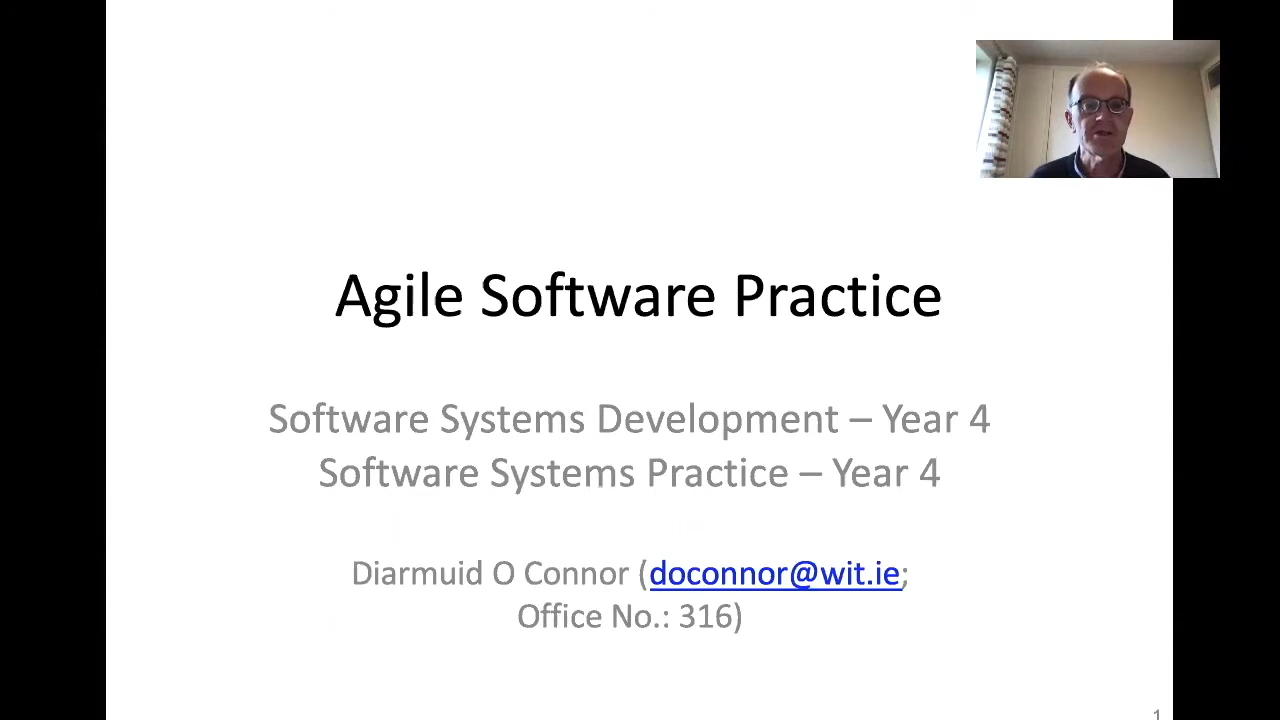 Agile Software Practice
Software Systems Development – Year 4
Software Systems Practice – Year 4
Diarmuid O Connor (doconnor@wit.ie;
Office No.: 316)
1